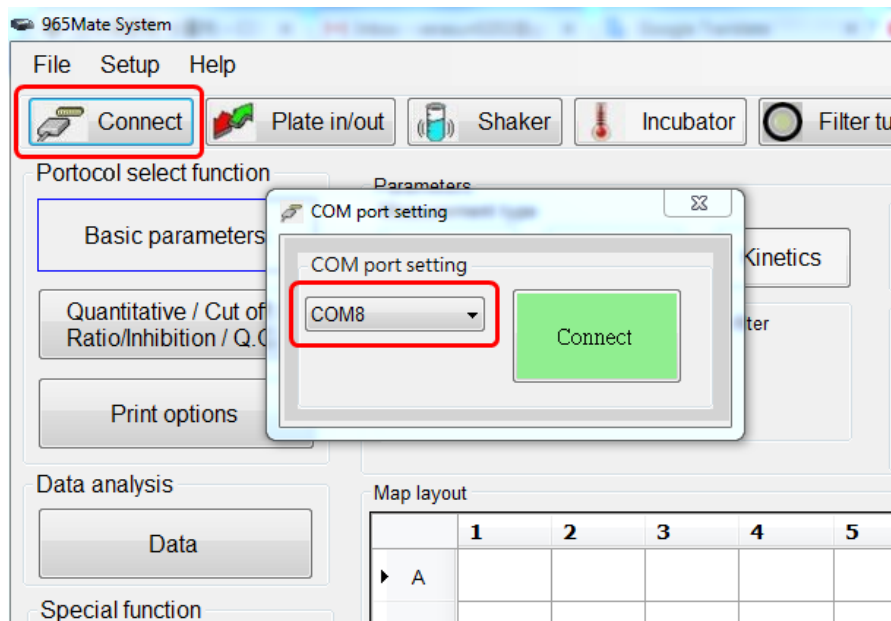 965Mate System
File Setup Help
Connect Plate in/out Shaker Incubator Filter tu
Portocol select function
Parameters
COM port setting
Basic parameters
COM port setting
Kinetics
COM8
Connect
Quantitative / Cut of
Ratio/Inhibition / Q.C
ter
Print options
Data analysis
Map layout
Data
1 2 3 4 5
A
Special function